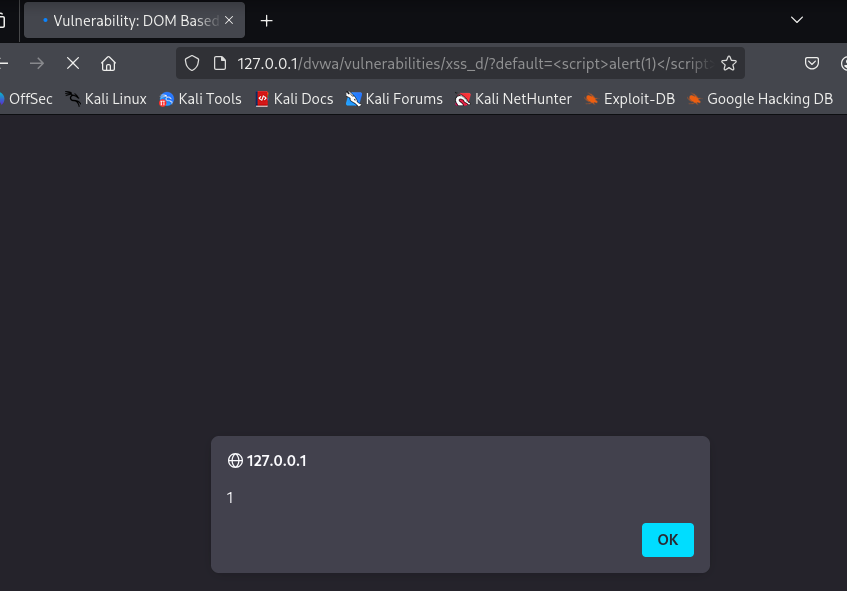 Vulnerability: DOM Based
127.0.0.1/dvwa/vulnerabilities/xss_d/?default=<script>alert(1)</script>
OffSec Kali Linux Kali Tools Kali Docs Kali Forums Kali NetHunter Exploit-DB Google Hacking DB
127.0.0.1
1
OK